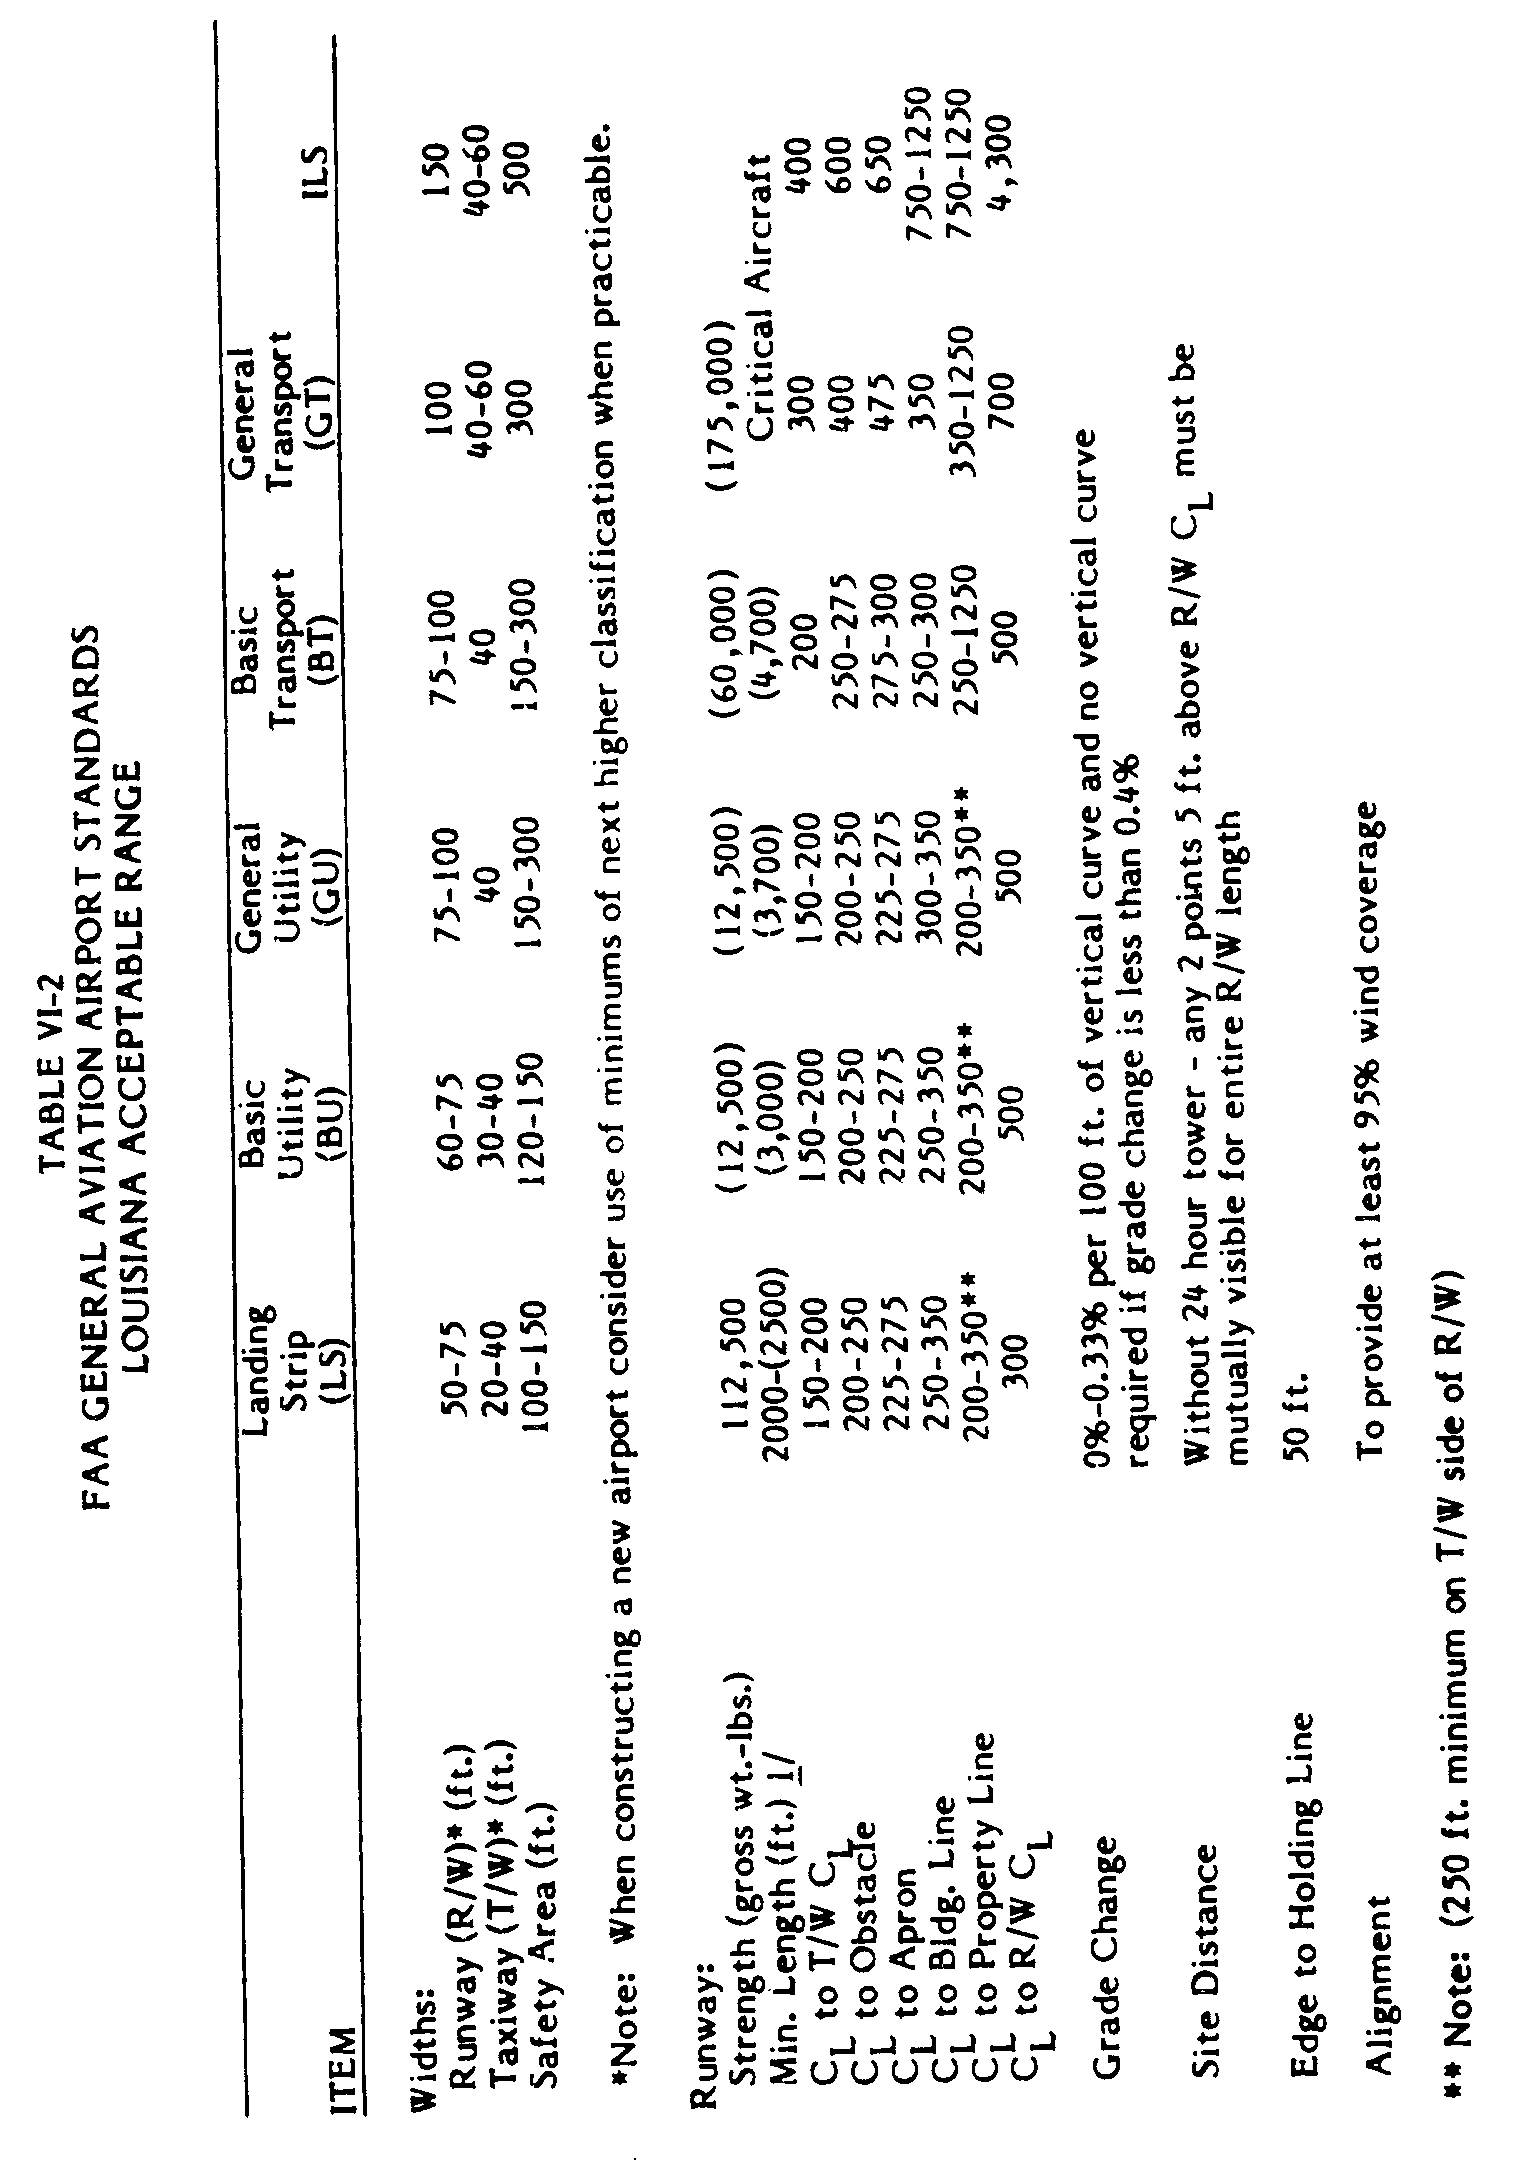 TABLE VI-2
FAA GENERAL AVIATION AIRPORT STANDARDS
LOUISIANA ACCEPTABLE RANGE
Landing Basic General Basic General
Strip Utility Utility Transport Transport
ITEM (LS) (BU) (GU) (BT) (GT) ILS
Widths:
Runway (R/W)* (ft.) 50-75 60-75 75-100 75-100 100 150
Taxiway (T/W)* (ft.) 20-40 30-40 40 40 40-60 40-60
Safety Area (ft.) 100-150 120-150 150-300 150-300 300 500
*Note: When constructing a new airport consider use of minimums of next higher classification when practicable.
Runway:
Strength (gross wt.-lbs.) 112,500 (12,500) (12,500) (60,000) (175,000)
Min. Length (ft.) 1/ 2000-(2500) (3,000) (3,700) (4,700) Critical Aircraft
CL to T/W CL 150-200 150-200 150-200 200 300 400
CL to Obstacle 200-250 200-250 200-250 250-275 400 600
CL to Apron 225-275 225-275 225-275 275-300 475 650
CL to Bldg. Line 250-350 250-350 300-350 250-300 350 750-1250
CL to Property Line 200-350** 200-350** 200-350** 250-1250 350-1250 750-1250
CL to R/W CL 300 500 500 500 700 4,300
Grade Change 0%-0.33% per 100 ft. of vertical curve and no vertical curve
required if grade change is less than 0.4%
Site Distance Without 24 hour tower - any 2 points 5 ft. above R/W CL must be
mutually visible for entire R/W length
Edge to Holding Line 50 ft.
Alignment To provide at least 95% wind coverage
** Note: (250 ft. minimum on T/W side of R/W)